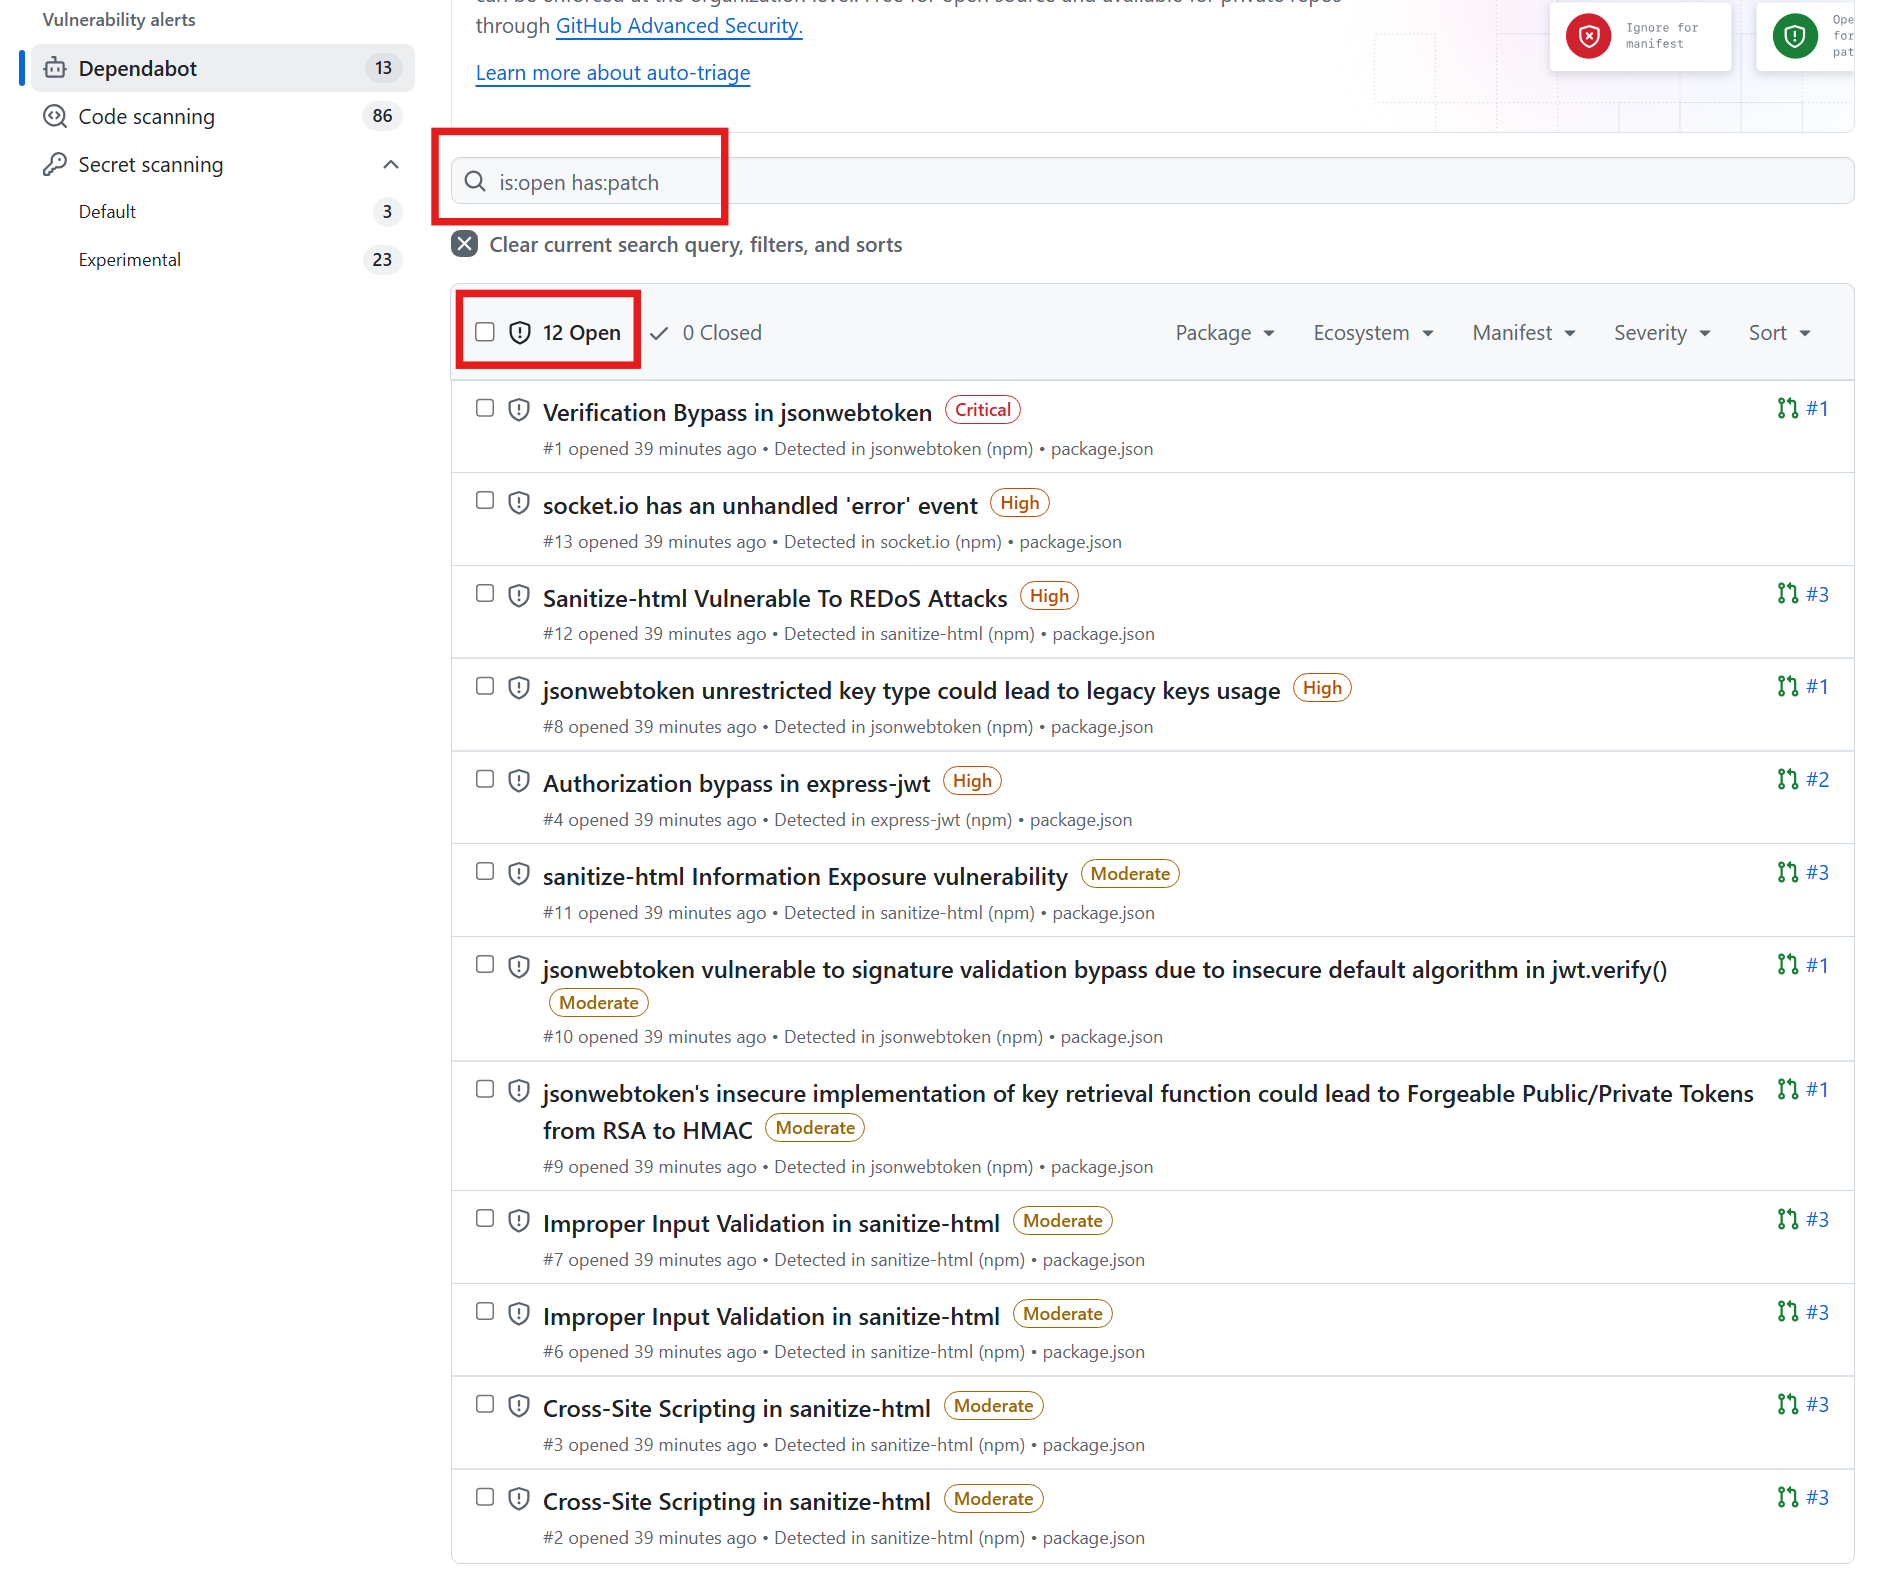 Vulnerability alerts
Dependabot 13
Code scanning 86
Secret scanning
Default 3
Experimental 23
through GitHub Advanced Security.
Learn more about auto-triage
Ignore for
manifest
is:open has:patch
Clear current search query, filters, and sorts
12 Open 0 Closed Package Ecosystem Manifest Severity Sort
Verification Bypass in jsonwebtoken Critical #1
#1 opened 39 minutes ago • Detected in jsonwebtoken (npm) • package.json
socket.io has an unhandled 'error' event High
#13 opened 39 minutes ago • Detected in socket.io (npm) • package.json
Sanitize-html Vulnerable To REDoS Attacks High #3
#12 opened 39 minutes ago • Detected in sanitize-html (npm) • package.json
jsonwebtoken unrestricted key type could lead to legacy keys usage High #1
#8 opened 39 minutes ago • Detected in jsonwebtoken (npm) • package.json
Authorization bypass in express-jwt High #2
#4 opened 39 minutes ago • Detected in express-jwt (npm) • package.json
sanitize-html Information Exposure vulnerability Moderate #3
#11 opened 39 minutes ago • Detected in sanitize-html (npm) • package.json
jsonwebtoken vulnerable to signature validation bypass due to insecure default algorithm in jwt.verify() #1
Moderate
#10 opened 39 minutes ago • Detected in jsonwebtoken (npm) • package.json
jsonwebtoken's insecure implementation of key retrieval function could lead to Forgeable Public/Private Tokens #1
from RSA to HMAC Moderate
#9 opened 39 minutes ago • Detected in jsonwebtoken (npm) • package.json
Improper Input Validation in sanitize-html Moderate #3
#7 opened 39 minutes ago • Detected in sanitize-html (npm) • package.json
Improper Input Validation in sanitize-html Moderate #3
#6 opened 39 minutes ago • Detected in sanitize-html (npm) • package.json
Cross-Site Scripting in sanitize-html Moderate #3
#3 opened 39 minutes ago • Detected in sanitize-html (npm) • package.json
Cross-Site Scripting in sanitize-html Moderate #3
#2 opened 39 minutes ago • Detected in sanitize-html (npm) • package.json